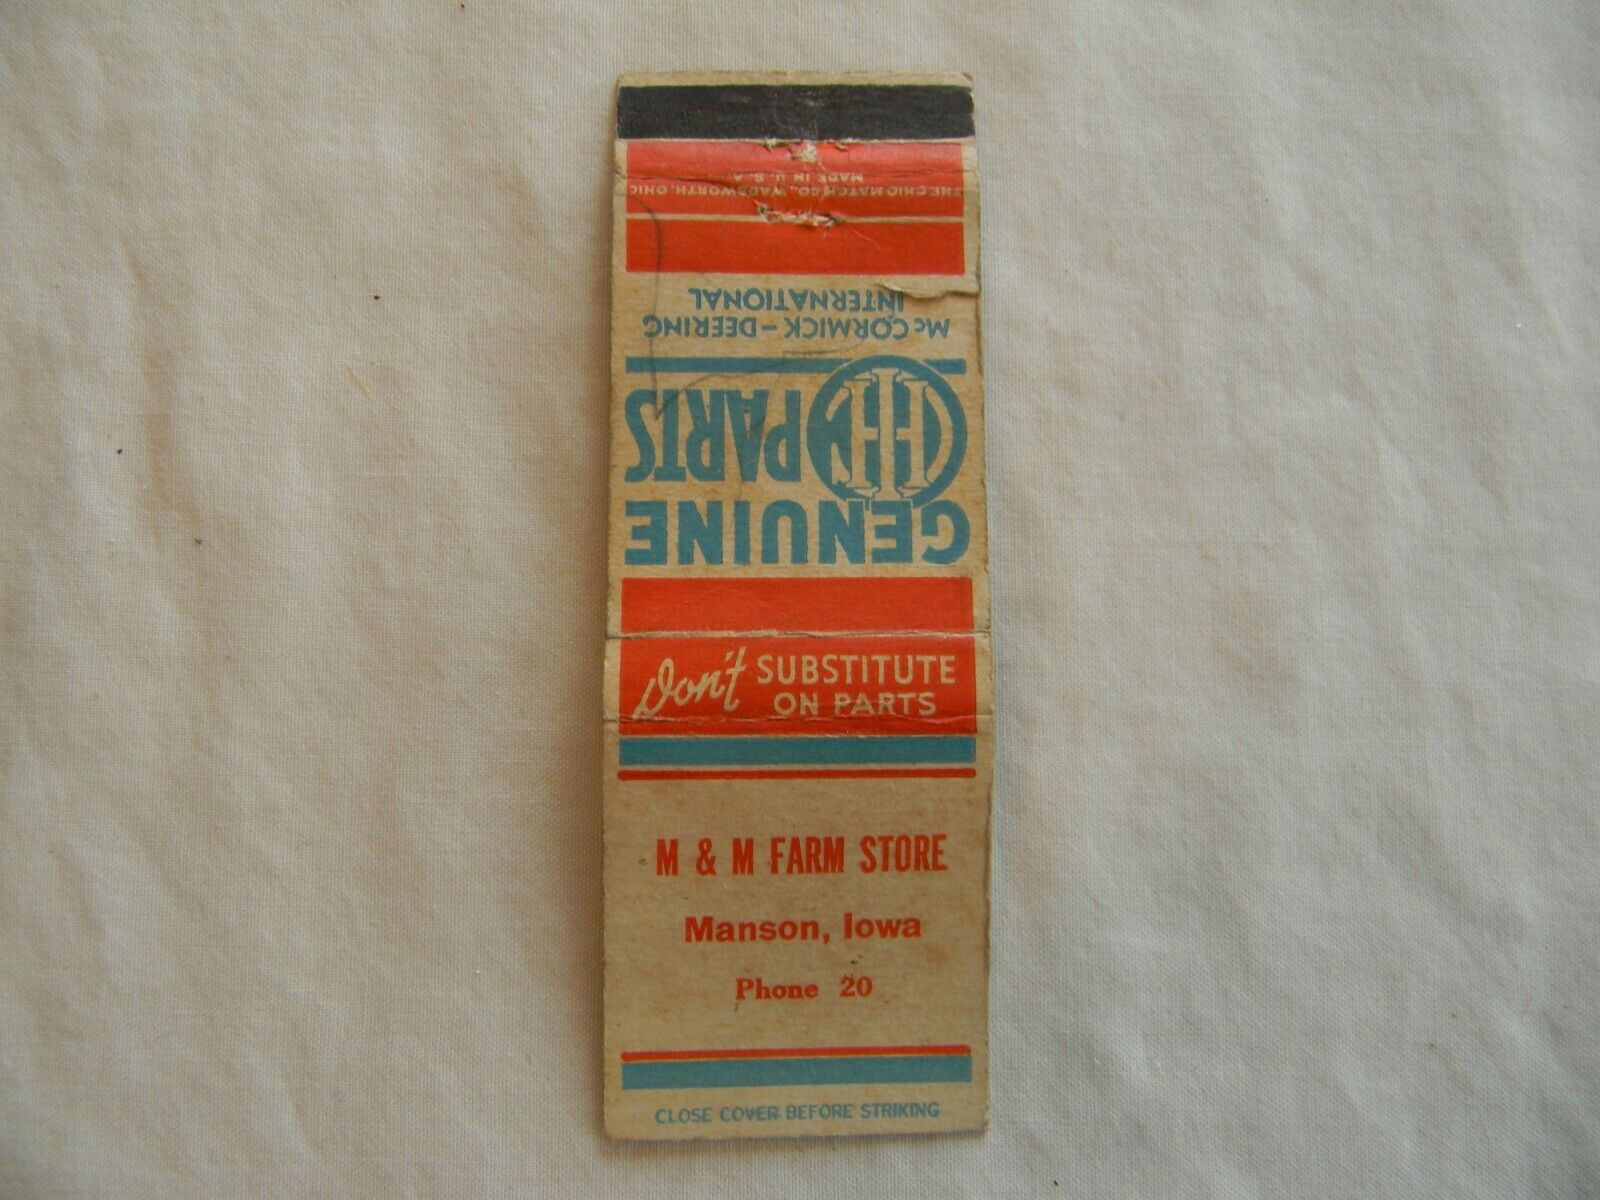 THE OHIO MATCH CO., WADSWORTH, OHIO
MADE IN U. S. A.
GENUINE
IH PARTS
McCORMICK-DEERING
INTERNATIONAL
Don't SUBSTITUTE
ON PARTS
M & M FARM STORE
Manson, Iowa
Phone 20
CLOSE COVER BEFORE STRIKING